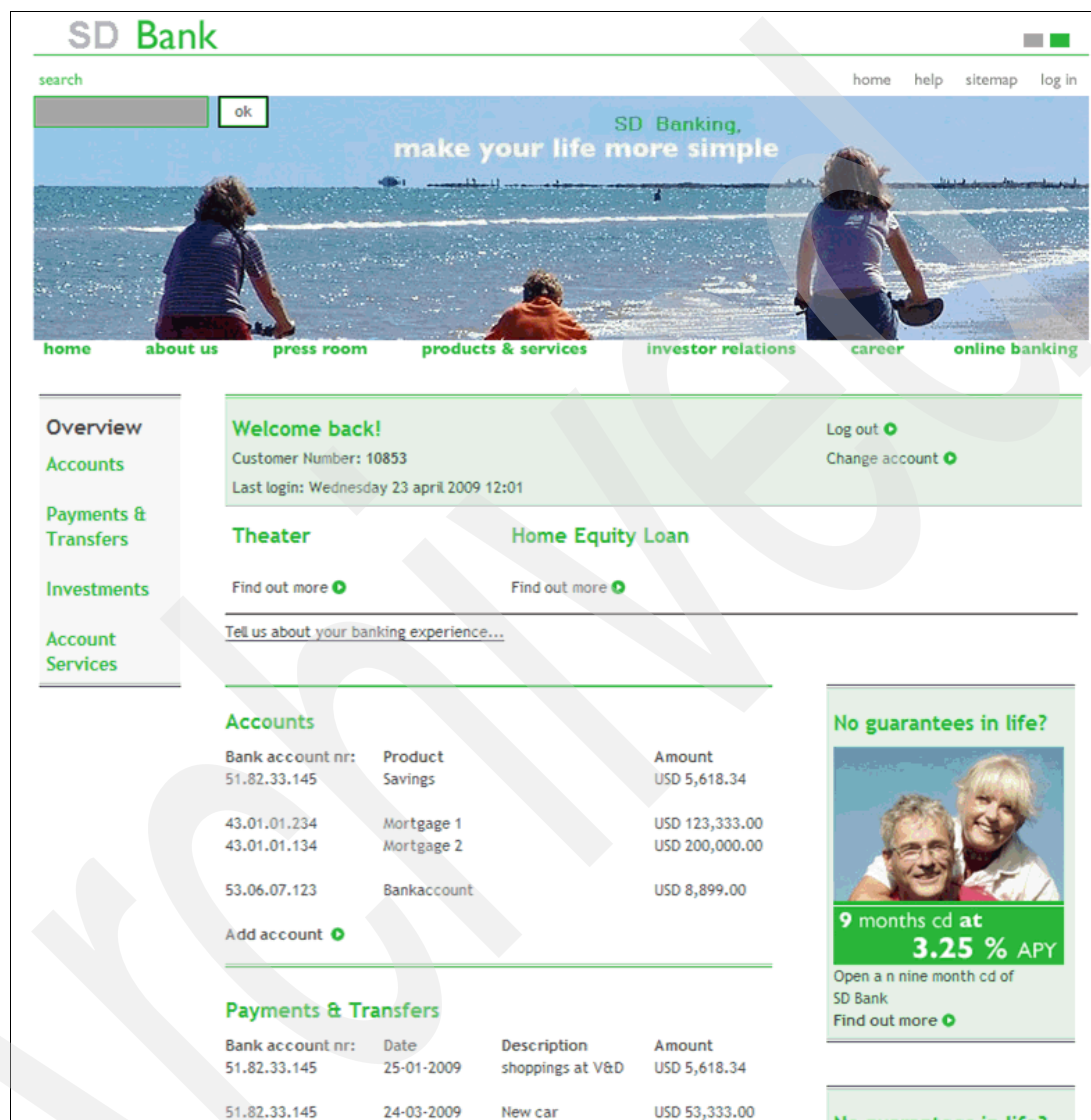 SD Bank
search
home help sitemap log in
ok
SD Banking,
make your life more simple
home about us press room products & services investor relations career online banking
Overview
Accounts
Payments &
Transfers
Investments
Account
Services
Welcome back!
Customer Number: 10853
Last login: Wednesday 23 april 2009 12:01
Log out
Change account
Theater
Find out more
Home Equity Loan
Find out more
Tell us about your banking experience...
Accounts
Bank account nr: Product Amount
51.82.33.145 Savings USD 5,618.34
43.01.01.234 Mortgage 1 USD 123,333.00
43.01.01.134 Mortgage 2 USD 200,000.00
53.06.07.123 Bankaccount USD 8,899.00
Add account
Payments & Transfers
Bank account nr: Date Description Amount
51.82.33.145 25-01-2009 shoppings at V&D USD 5,618.34
51.82.33.145 24-03-2009 New car USD 53,333.00
No guarantees in life?
9 months cd at
3.25 % APY
Open a n nine month cd of
SD Bank
Find out more
No guarantees in life?